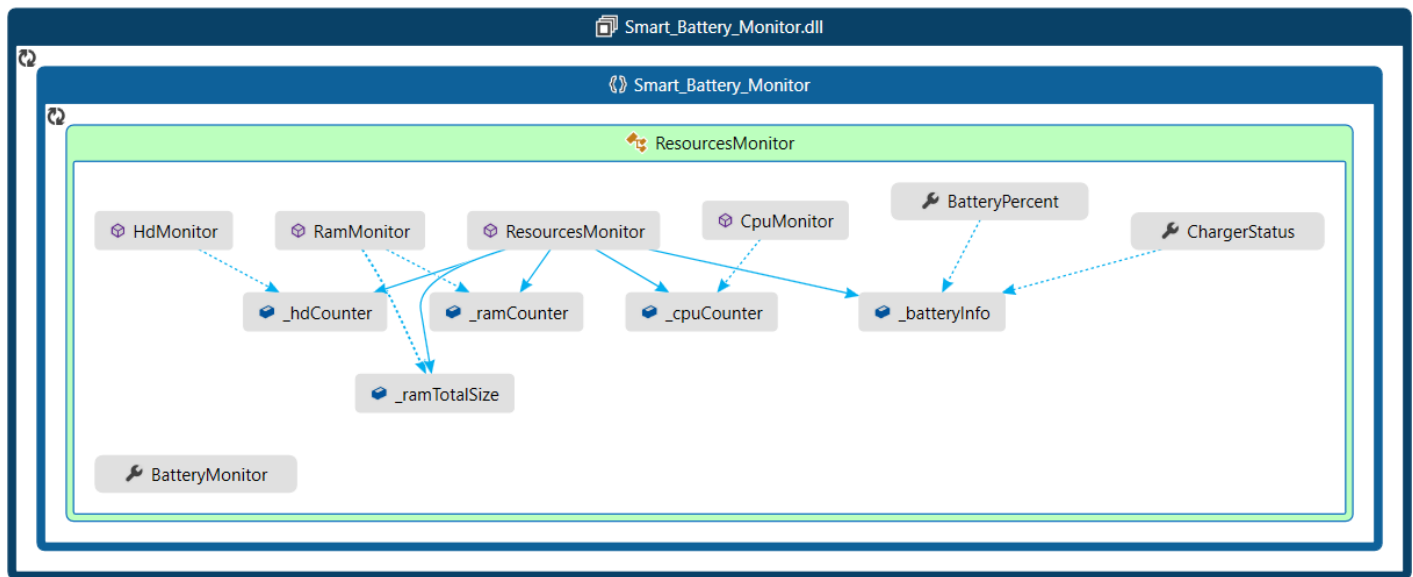 Smart_Battery_Monitor.dll
Smart_Battery_Monitor
ResourcesMonitor
BatteryPercent
HdMonitor
RamMonitor
ResourcesMonitor
CpuMonitor
ChargerStatus
_hdCounter
_ramCounter
_cpuCounter
_batteryInfo
_ramTotalSize
BatteryMonitor